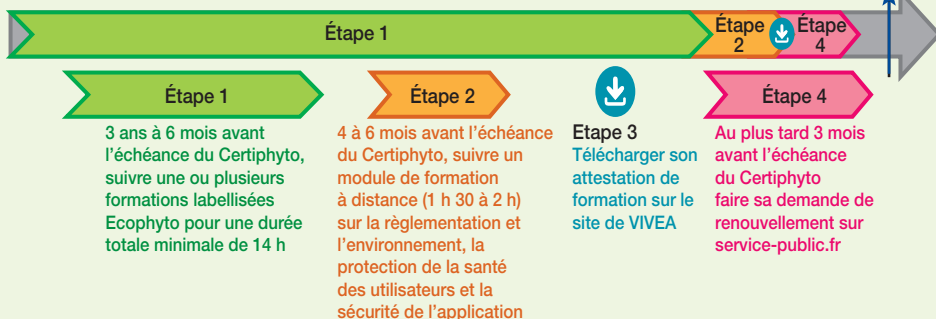 Étape 1
Étape
2
Étape
4
Étape 1
3 ans à 6 mois avant
l’échéance du Certiphyto,
suivre une ou plusieurs
formations labellisées
Ecophyto pour une durée
totale minimale de 14 h
Étape 2
4 à 6 mois avant l’échéance
du Certiphyto, suivre un
module de formation
à distance (1 h 30 à 2 h)
sur la règlementation et
l’environnement, la
protection de la santé
des utilisateurs et la
sécurité de l’application
Etape 3
Télécharger son
attestation de
formation sur le
site de VIVEA
Étape 4
Au plus tard 3 mois
avant l’échéance
du Certiphyto
faire sa demande de
renouvellement sur
service-public.fr